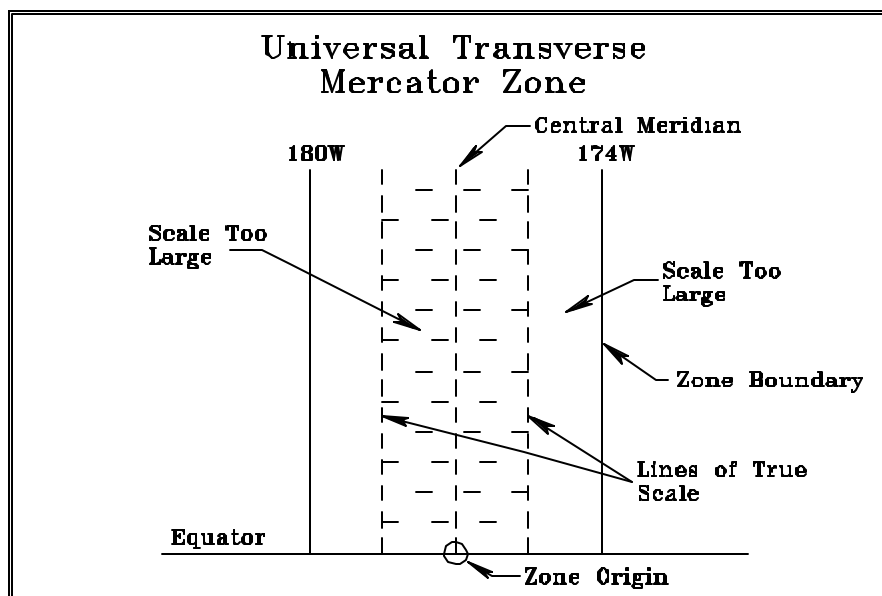 Universal Transverse
Mercator Zone
Central Meridian
180W
174W
Scale Too
Large
Scale Too
Large
Zone Boundary
Lines of True
Scale
Equator
Zone Origin